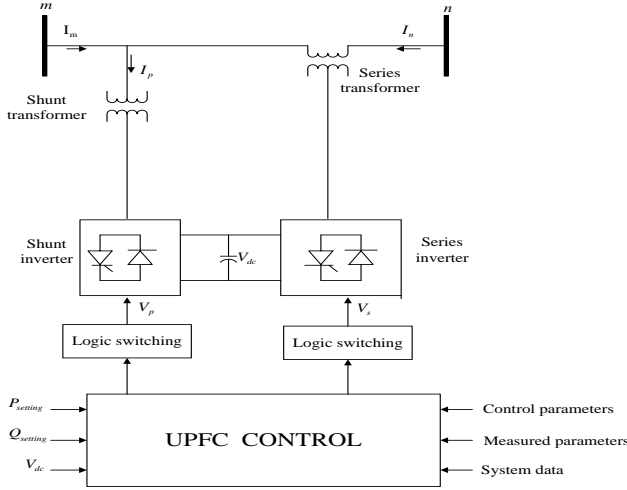 m
n
I_m
I_n
I_p
Shunt
transformer
Series
transformer
Shunt
inverter
V_dc
Series
inverter
V_p
V_s
Logic switching
Logic switching
P_setting
Control parameters
Q_setting
UPFC CONTROL
Measured parameters
V_dc
System data